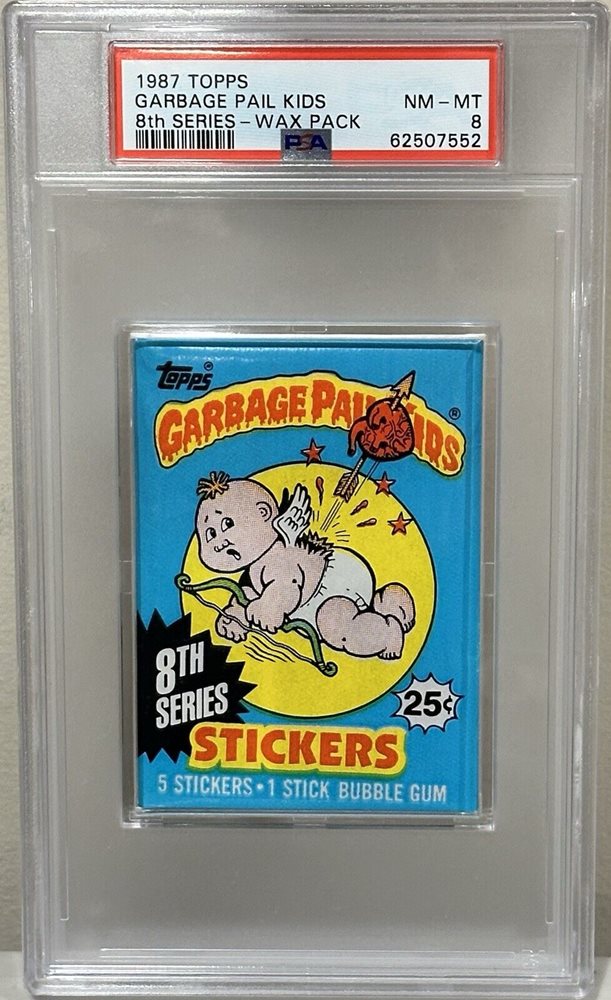 1987 TOPPS
GARBAGE PAIL KIDS NM - MT
8th SERIES - WAX PACK 8
PSA 62507552
topps®
GARBAGE PAIL KIDS ®
8TH
SERIES
25¢
STICKERS
5 STICKERS • 1 STICK BUBBLE GUM